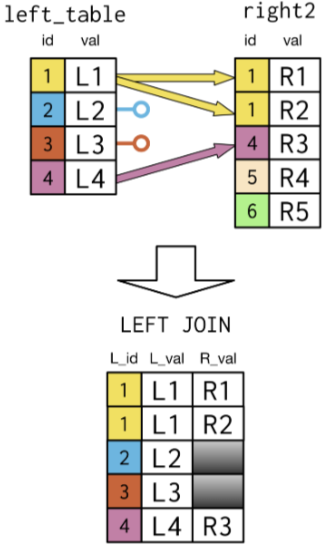 left_table right2
id val id val
1 L1 1 R1
2 L2 1 R2
3 L3 4 R3
4 L4 5 R4
6 R5
LEFT JOIN
L_id L_val R_val
1 L1 R1
1 L1 R2
2 L2
3 L3
4 L4 R3